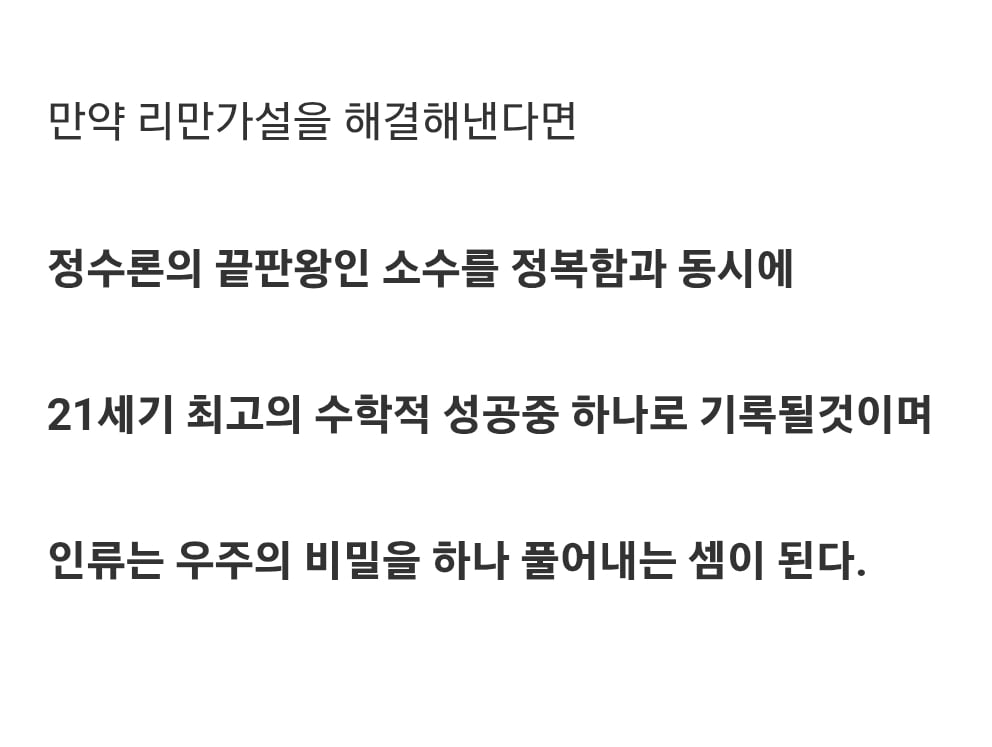 만약 리만가설을 해결해낸다면
정수론의 끝판왕인 소수를 정복함과 동시에
21세기 최고의 수학적 성공중 하나로 기록될것이며
인류는 우주의 비밀을 하나 풀어내는 셈이 된다.